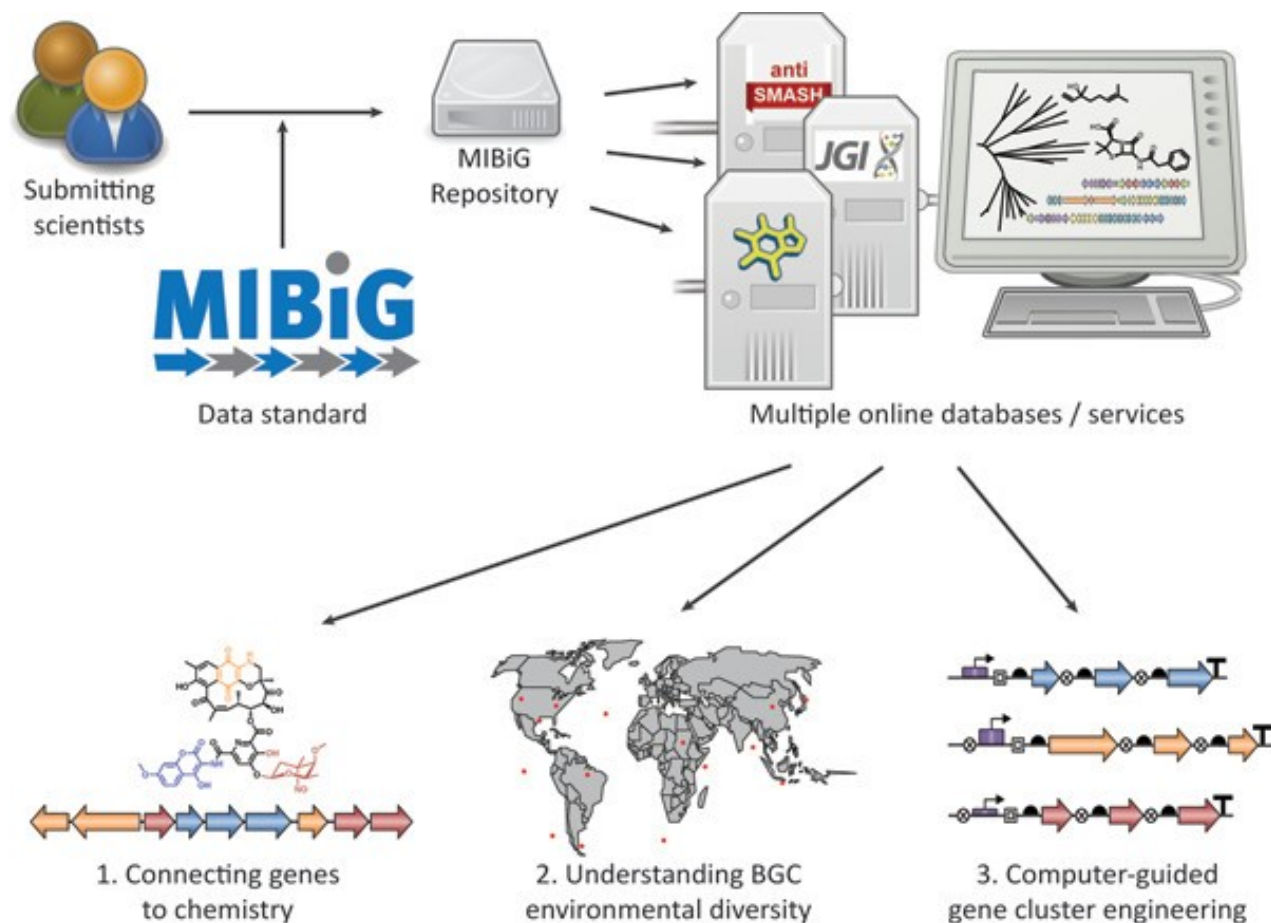 Submitting
scientists
MIBiG
Data standard
MIBiG
Repository
anti
SMASH
JGI
Multiple online databases / services
1. Connecting genes
to chemistry
2. Understanding BGC
environmental diversity
3. Computer-guided
gene cluster engineering